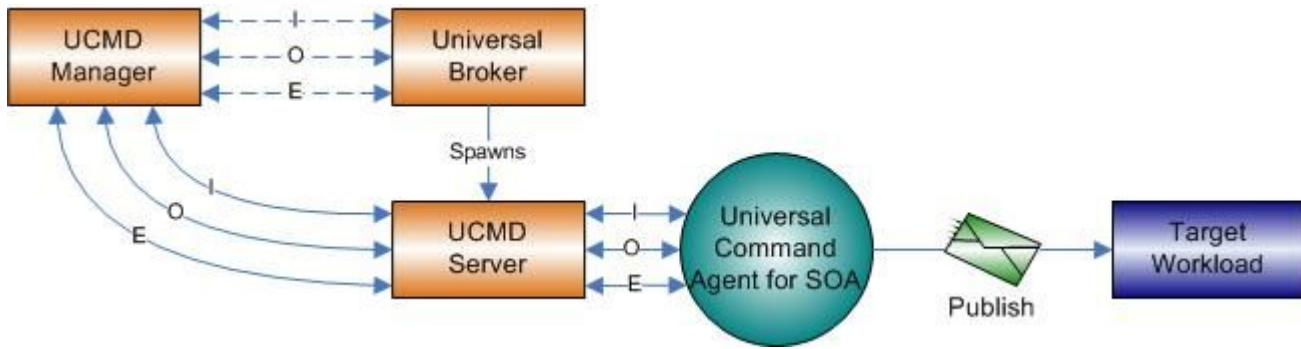 UCMD
Manager
I
O
E
Universal
Broker
Spawns
I
O
E
UCMD
Server
I
O
E
Universal
Command
Agent for SOA
Publish
Target
Workload